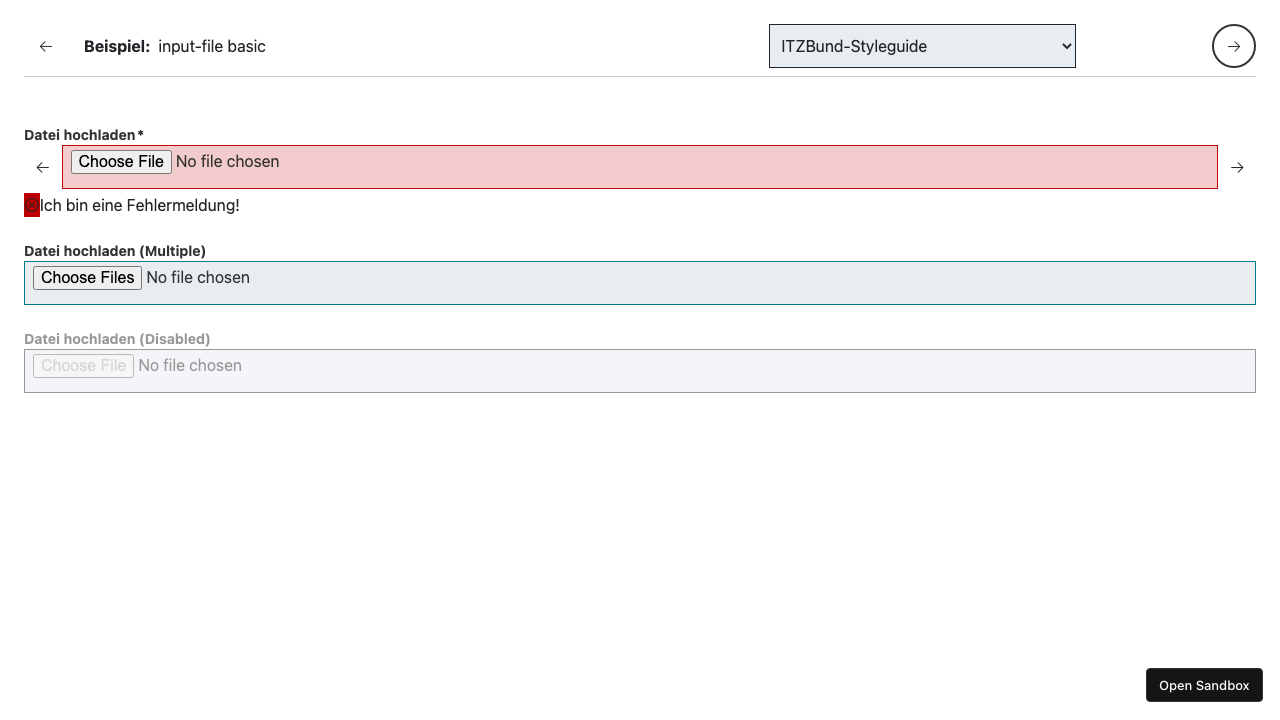 Beispiel: input-file basic
ITZBund-Styleguide
Datei hochladen*
Choose File No file chosen
Ich bin eine Fehlermeldung!
Datei hochladen (Multiple)
Choose Files No file chosen
Datei hochladen (Disabled)
Choose File No file chosen
Open Sandbox